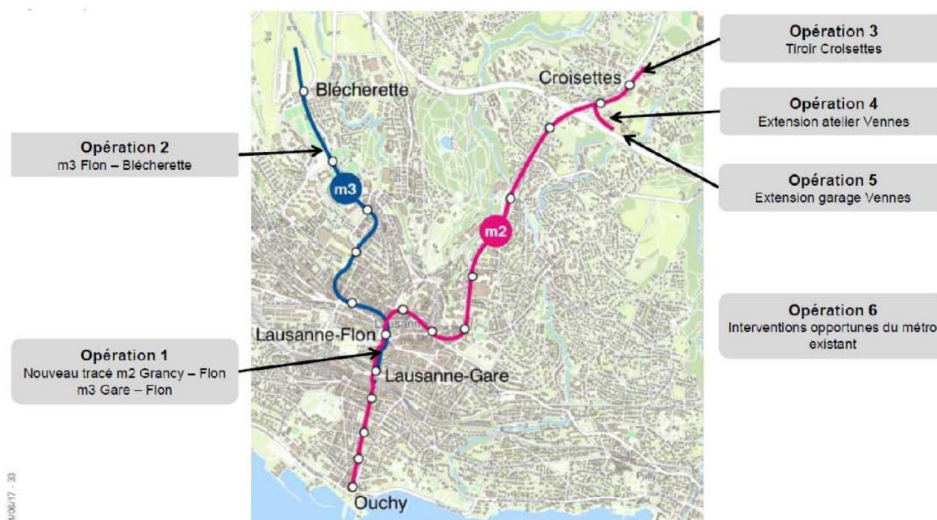 Opération 3
Tiroir Croisettes
Croisettes
Blécherette
Opération 4
Extension atelier Vennes
Opération 2
m3 Flon – Blécherette
m3
Opération 5
Extension garage Vennes
m2
Opération 6
Interventions opportunes du métro
existant
Lausanne-Flon
Opération 1
Nouveau tracé m2 Grancy – Flon
m3 Gare – Flon
Lausanne-Gare
Ouchy